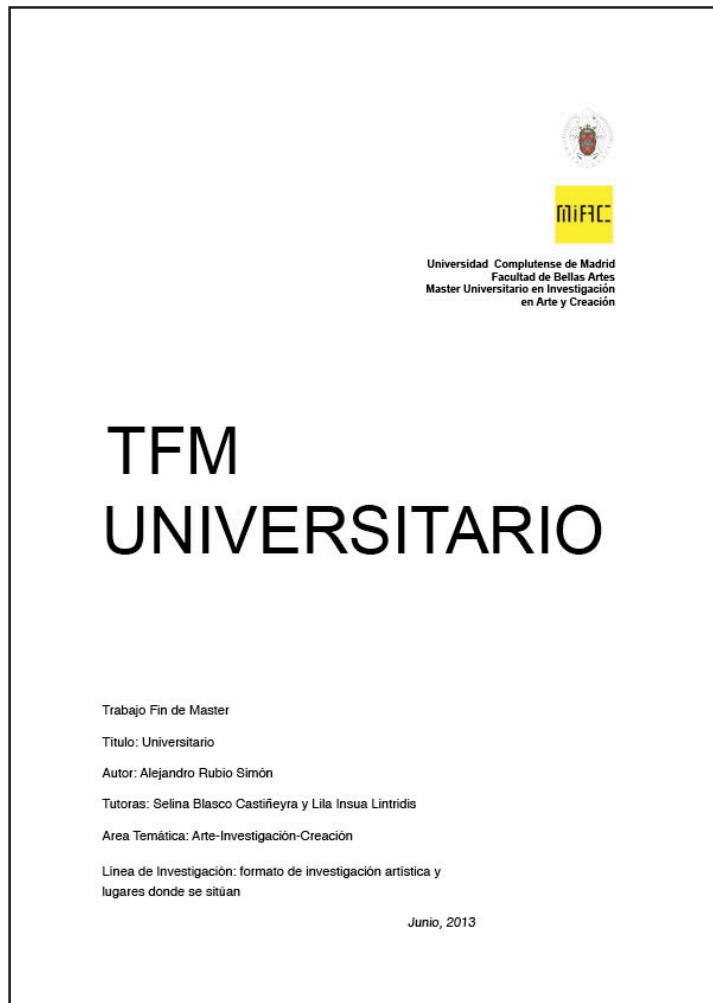 MiAC
Universidad Complutense de Madrid
Facultad de Bellas Artes
Master Universitario en Investigación
en Arte y Creación
TFM
UNIVERSITARIO
Trabajo Fin de Master
Título: Universitario
Autor: Alejandro Rubio Simón
Tutoras: Selina Blasco Castiñeyra y Lila Insua Lintridis
Area Temática: Arte-Investigación-Creación
Línea de Investigación: formato de investigación artística y
lugares donde se sitúan
Junio, 2013